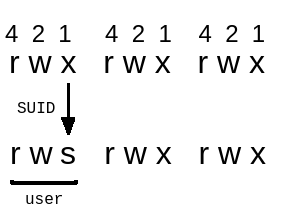 4 2 1 4 2 1 4 2 1
r w x r w x r w x
SUID
r w s r w x r w x
user